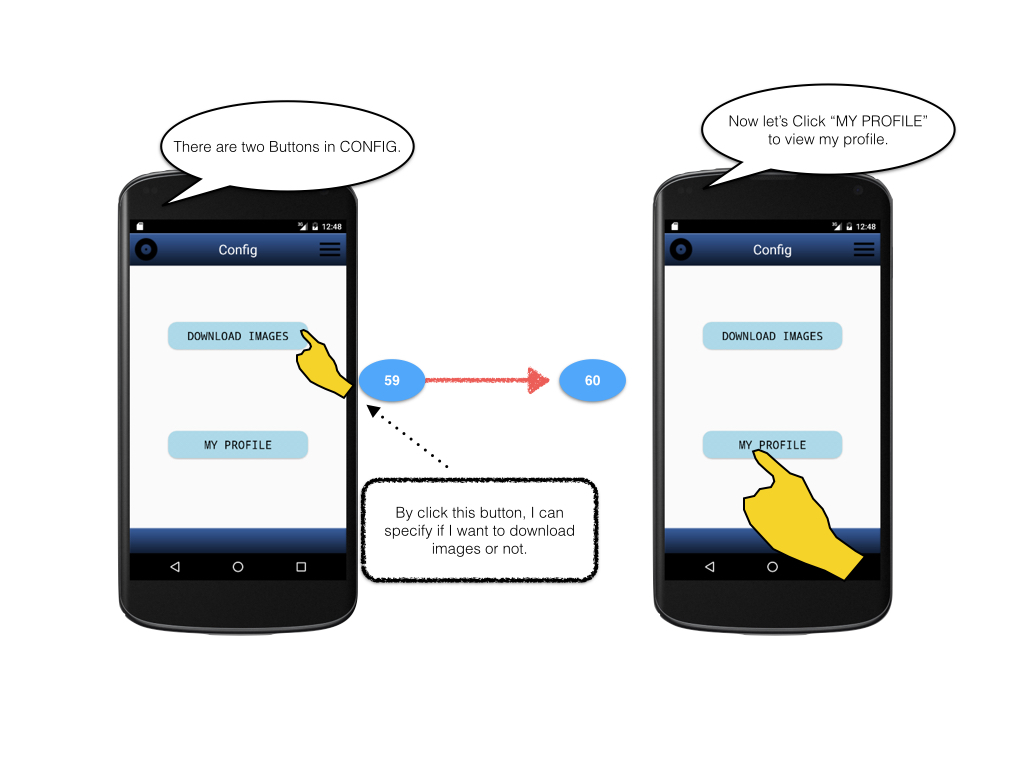 There are two Buttons in CONFIG.
12:48
Config
DOWNLOAD IMAGES
MY PROFILE
59
60
By click this button, I can
specify if I want to download
images or not.
Now let's Click “MY PROFILE”
to view my profile.
12:48
Config
DOWNLOAD IMAGES
MY PROFILE